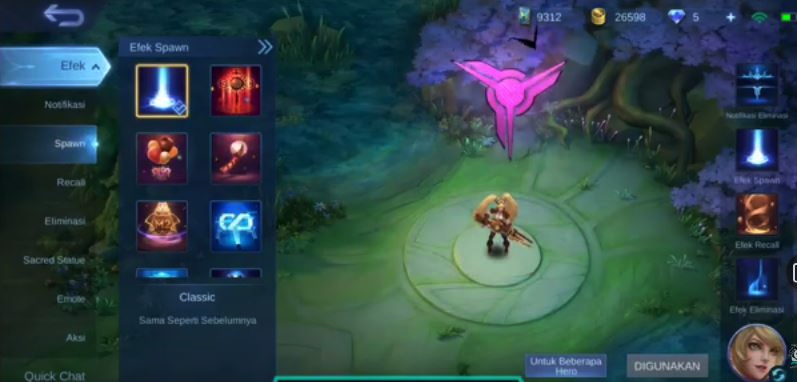 9312
26598
5
Efek Spawn
Efek
Notifikasi
Spawn
Recall
Eliminasi
Sacred Statue
Emote
Aksi
Quick Chat
Classic
Sama Seperti Sebelumnya
Notifikasi Eliminasi
Efek Spawn
Efek Recall
Efek Eliminasi
Untuk Beberapa
Hero
DIGUNAKAN